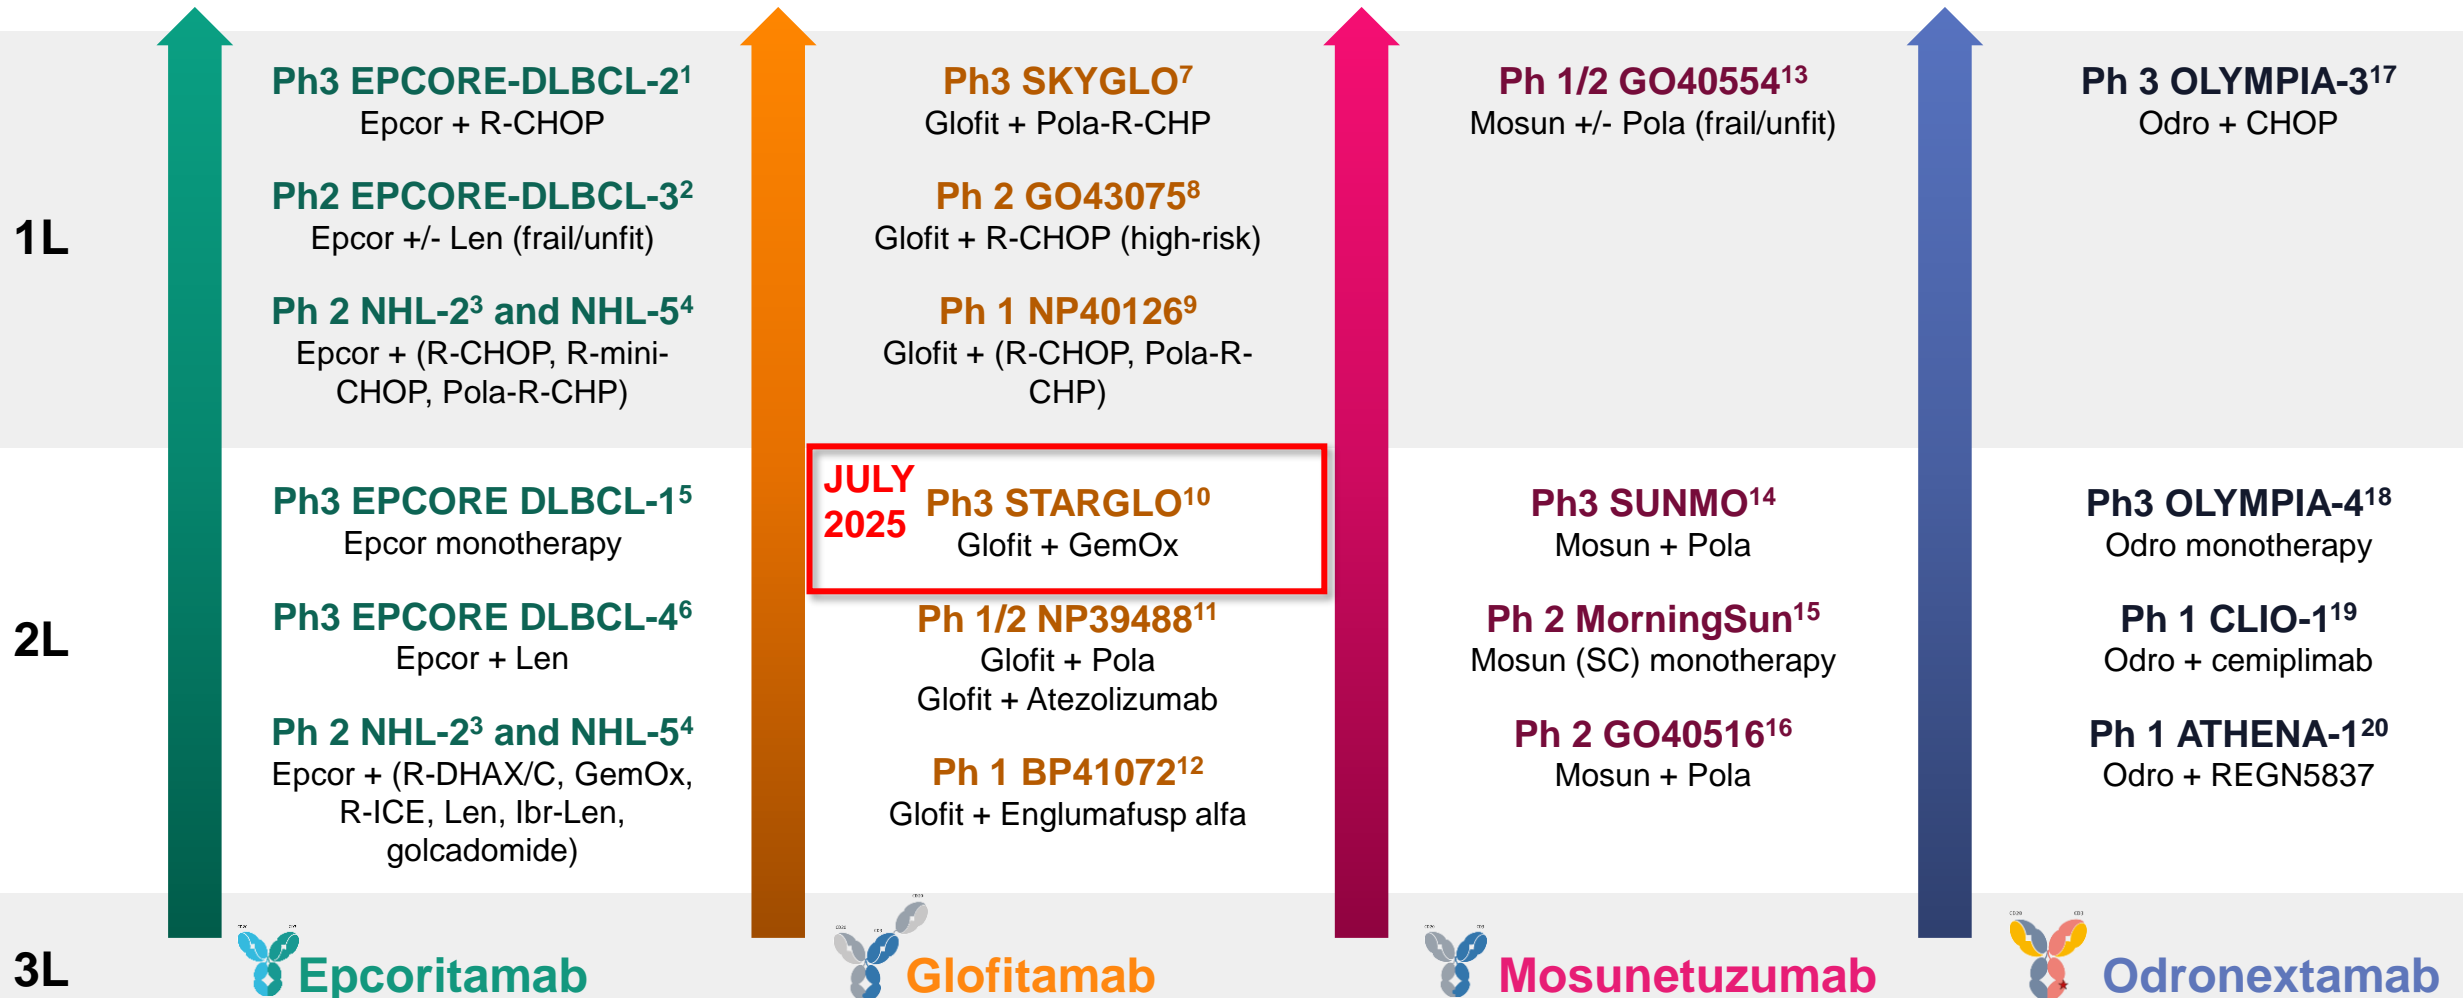 1L
Ph3 EPCORE-DLBCL-2¹
Epcor + R-CHOP
Ph2 EPCORE-DLBCL-3²
Epcor +/- Len (frail/unfit)
Ph 2 NHL-2³ and NHL-5⁴
Epcor + (R-CHOP, R-mini-
CHOP, Pola-R-CHP)
Ph3 SKYGLO⁷
Glofit + Pola-R-CHP
Ph 2 GO43075⁸
Glofit + R-CHOP (high-risk)
Ph 1 NP40126⁹
Glofit + (R-CHOP, Pola-R-
CHP)
Ph 1/2 GO40554¹³
Mosun +/- Pola (frail/unfit)
Ph 3 OLYMPIA-3¹⁷
Odro + CHOP
2L
Ph3 EPCORE DLBCL-1⁵
Epcor monotherapy
Ph3 EPCORE DLBCL-4⁶
Epcor + Len
Ph 2 NHL-2³ and NHL-5⁴
Epcor + (R-DHAX/C, GemOx,
R-ICE, Len, Ibr-Len,
golcadomide)
JULY
2025
Ph3 STARGLO¹⁰
Glofit + GemOx
Ph 1/2 NP39488¹¹
Glofit + Pola
Glofit + Atezolizumab
Ph 1 BP41072¹²
Glofit + Englumafusp alfa
Ph3 SUNMO¹⁴
Mosun + Pola
Ph 2 MorningSun¹⁵
Mosun (SC) monotherapy
Ph 2 GO40516¹⁶
Mosun + Pola
Ph3 OLYMPIA-4¹⁸
Odro monotherapy
Ph 1 CLIO-1¹⁹
Odro + cemiplimab
Ph 1 ATHENA-1²⁰
Odro + REGN5837
3L
Epcoritamab
Glofitamab
Mosunetuzumab
CD20
CD3
Odronextamab